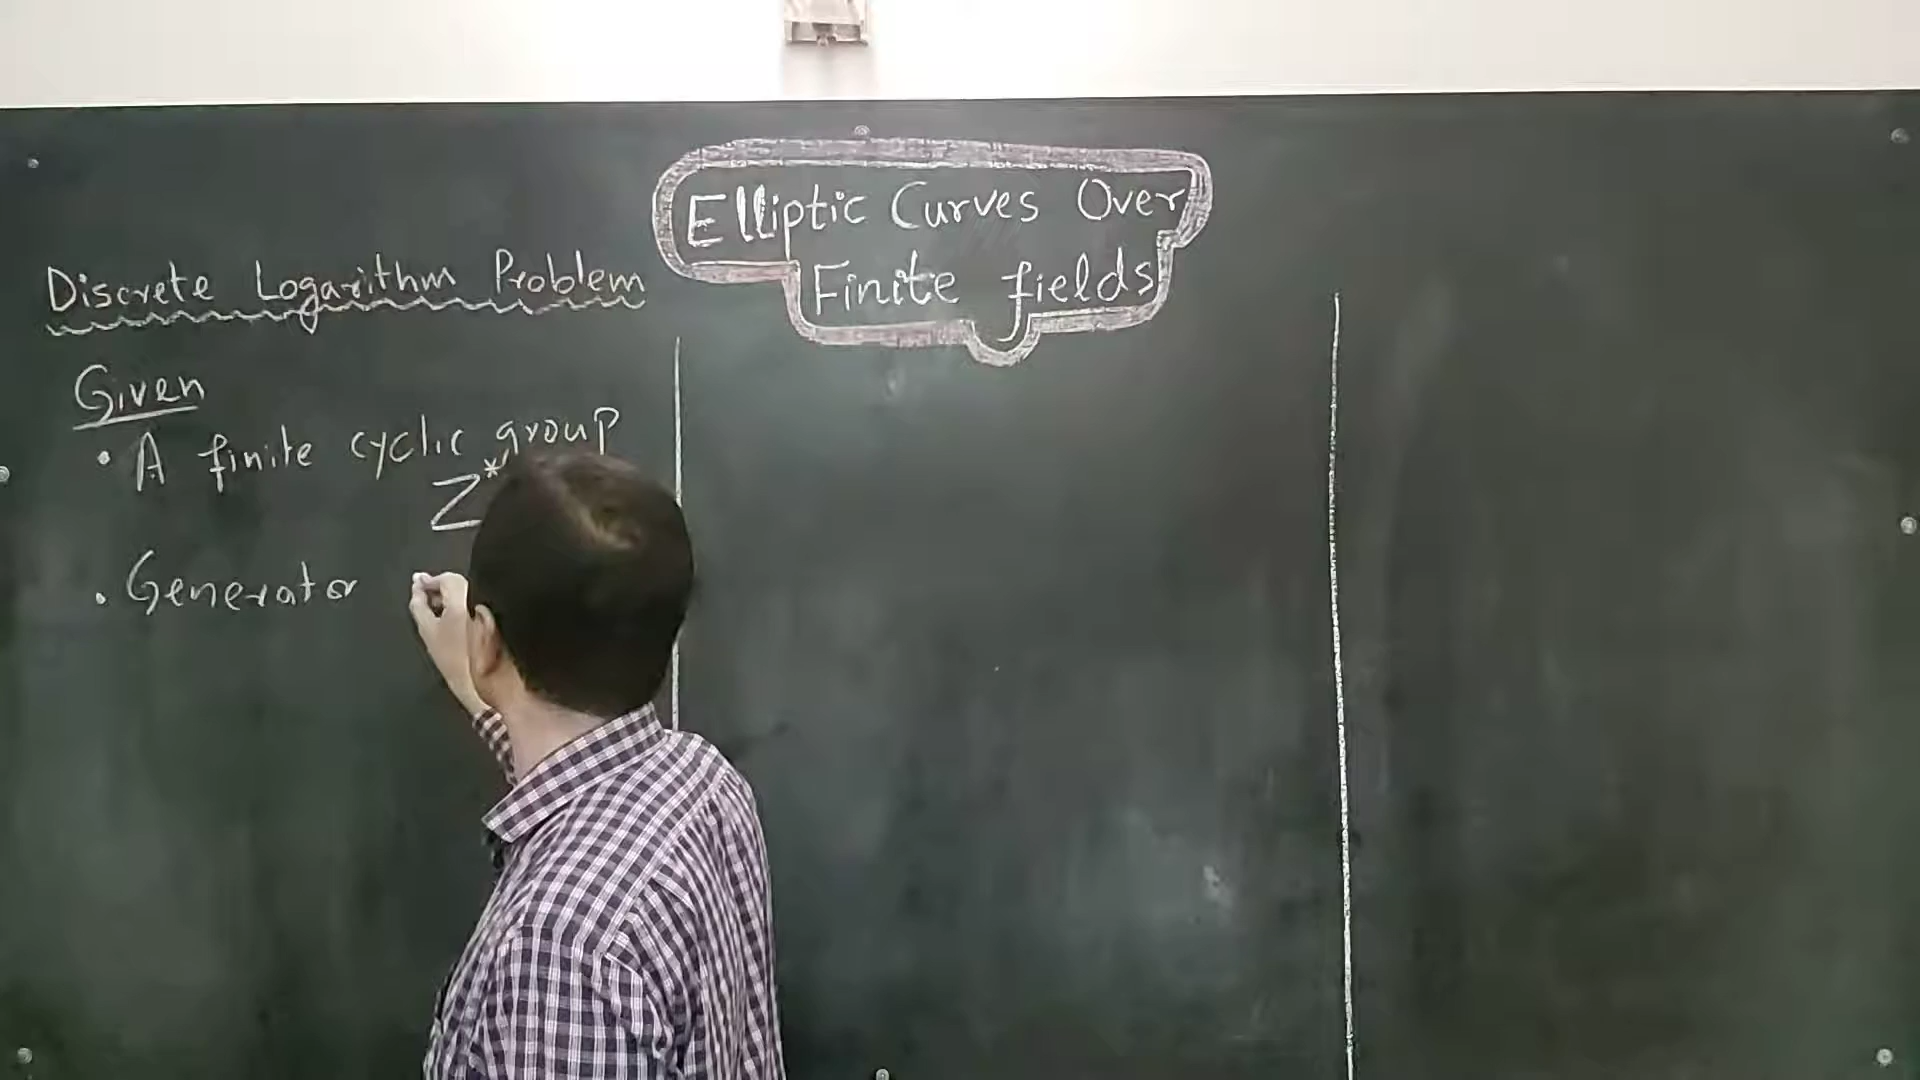 Elliptic Curves Over
Finite fields
Discrete Logarithm Problem
Given
• A finite cyclic group
Z*
• Generator